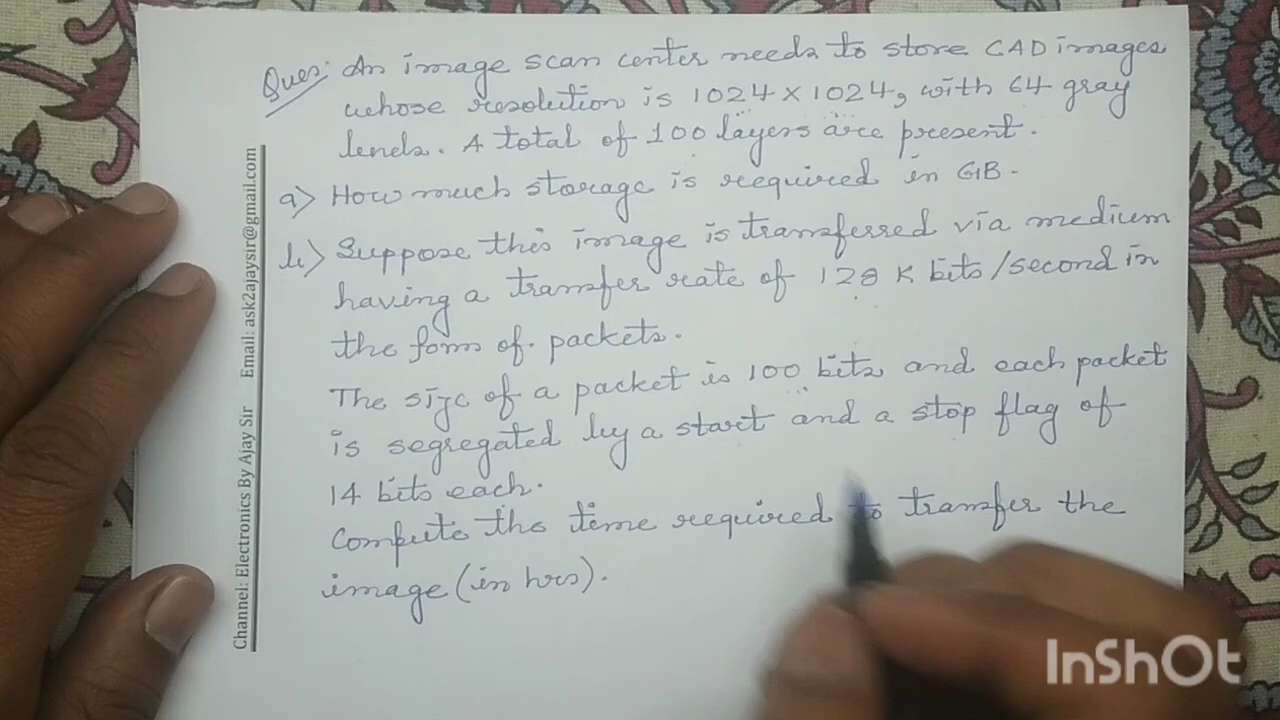 Ques: An image scan center needs to store CAD images
whose resolution is 1024 × 1024, with 64 gray
levels. A total of 100 layers are present.
a) How much storage is required in GB.
b) Suppose this image is transferred via medium
having a transfer rate of 128 K bits/second in
the form of packets.
The size of a packet is 100 bits and each packet
is segregated by a start and a stop flag of
14 bits each.
Compute the time required to transfer the
image (in hrs).
Channel: Electronics By Ajay Sir Email: ask2ajaysir@gmail.com
InShOt